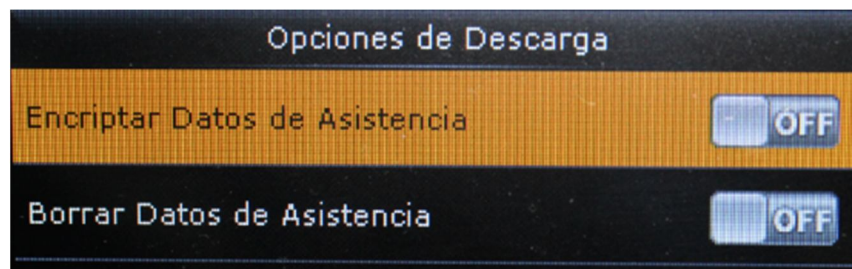 Opciones de Descarga
Encriptar Datos de Asistencia OFF
Borrar Datos de Asistencia OFF